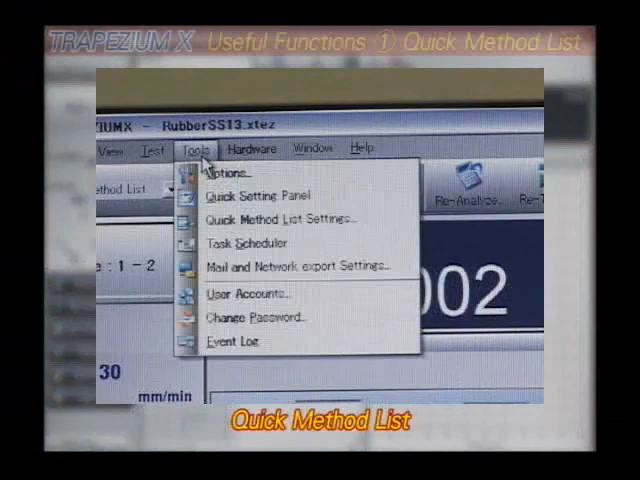 TRAPEZIUM X Useful Functions ① Quick Method List
ZIUMX - RubberSS13.xtez
View Test Tools Hardware Window Help
ethod List
Options...
Quick Setting Panel
Quick Method List Settings...
Task Scheduler
Mail and Network export Settings...
User Accounts...
Change Password...
Event Log
Re-Analyze...
Re-T
e : 1 - 2
002
30
mm/min
Quick Method List